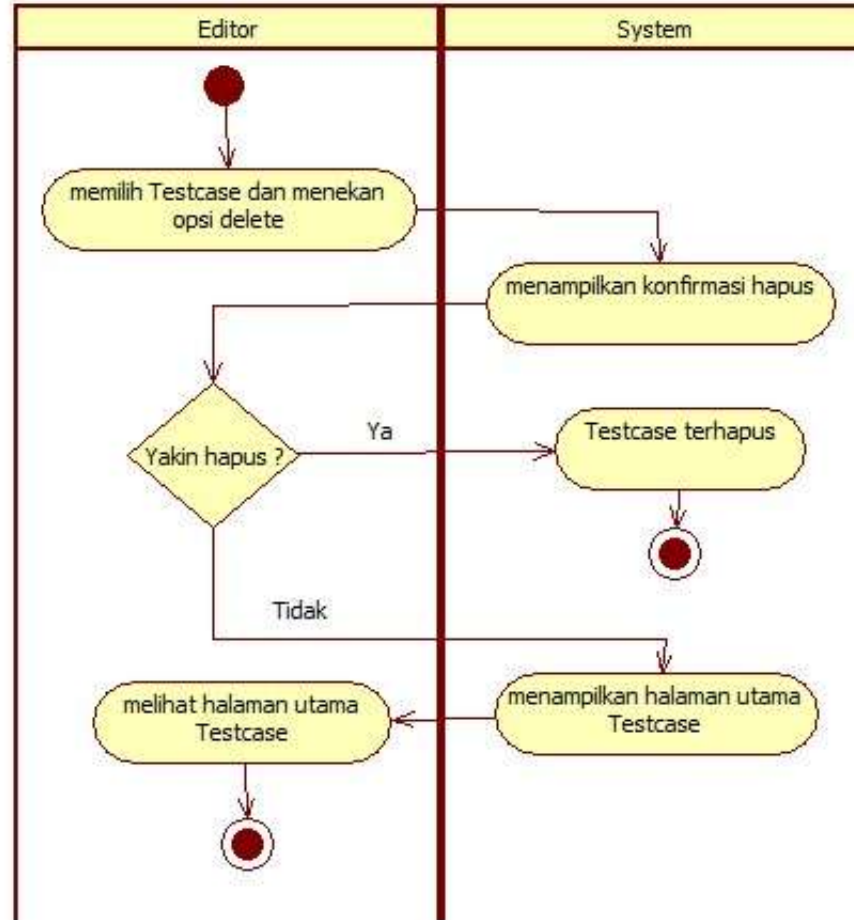 Editor
System
memilih Testcase dan menekan
opsi delete
menampilkan konfirmasi hapus
Yakin hapus ?
Ya
Testcase terhapus
Tidak
menampilkan halaman utama
Testcase
melihat halaman utama
Testcase